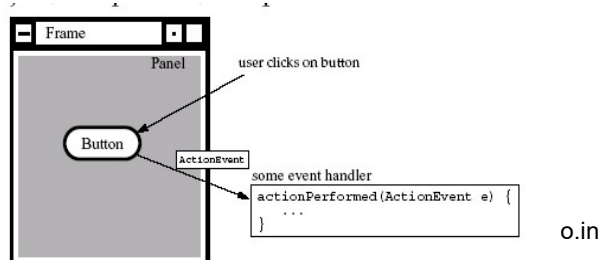 Frame
Panel
user clicks on button
Button
ActionEvent
some event handler
actionPerformed(ActionEvent e) {
...
}
o.in